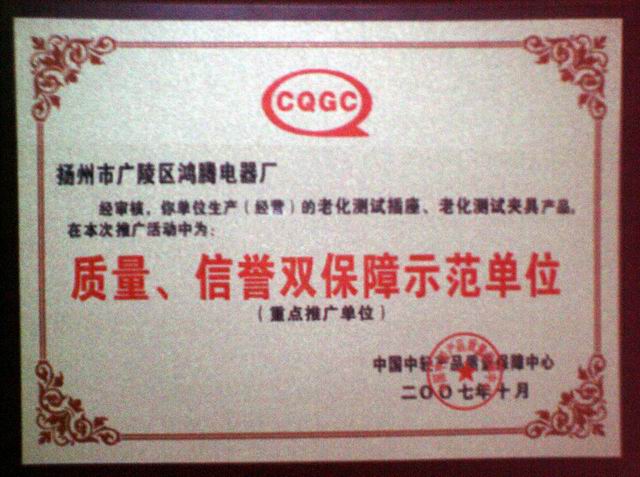 CQGC
扬州市广陵区鸿腾电器厂
经审核，你单位生产（经营）的老化测试插座、老化测试夹具产品，
在本次推广活动中为：
质量、信誉双保障示范单位
（重点推广单位）
中国中轻产品质量保障中心
二〇〇七年十月